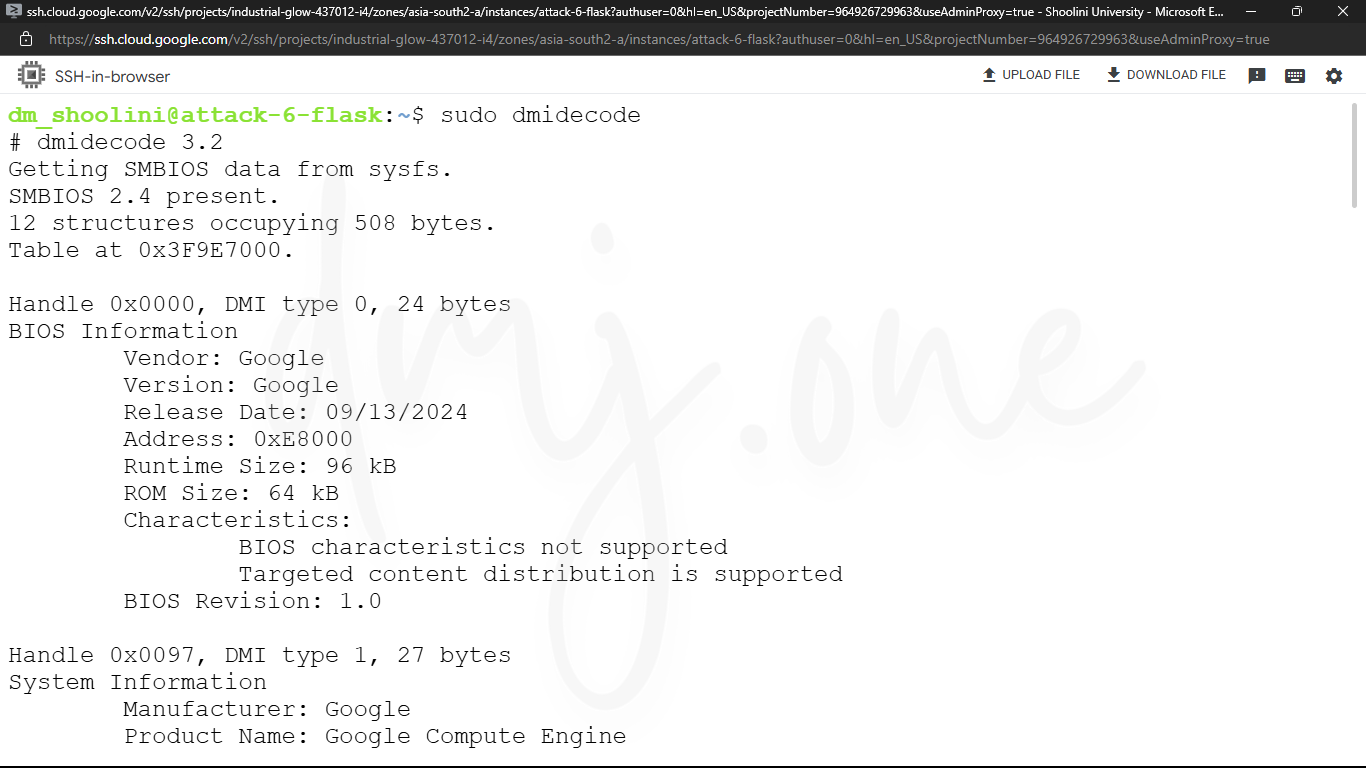 ssh.cloud.google.com/v2/ssh/projects/industrial-glow-437012-i4/zones/asia-south2-a/instances/attack-6-flask?authuser=0&hl=en_US&projectNumber=964926729963&useAdminProxy=true - Shoolini University - Microsoft E...
https://ssh.cloud.google.com/v2/ssh/projects/industrial-glow-437012-i4/zones/asia-south2-a/instances/attack-6-flask?authuser=0&hl=en_US&projectNumber=964926729963&useAdminProxy=true
SSH-in-browser UPLOAD FILE DOWNLOAD FILE
dm_shoolini@attack-6-flask:~$ sudo dmidecode
# dmidecode 3.2
Getting SMBIOS data from sysfs.
SMBIOS 2.4 present.
12 structures occupying 508 bytes.
Table at 0x3F9E7000.
Handle 0x0000, DMI type 0, 24 bytes
BIOS Information
Vendor: Google
Version: Google
Release Date: 09/13/2024
Address: 0xE8000
Runtime Size: 96 kB
ROM Size: 64 kB
Characteristics:
BIOS characteristics not supported
Targeted content distribution is supported
BIOS Revision: 1.0
Handle 0x0097, DMI type 1, 27 bytes
System Information
Manufacturer: Google
Product Name: Google Compute Engine
dmj.one